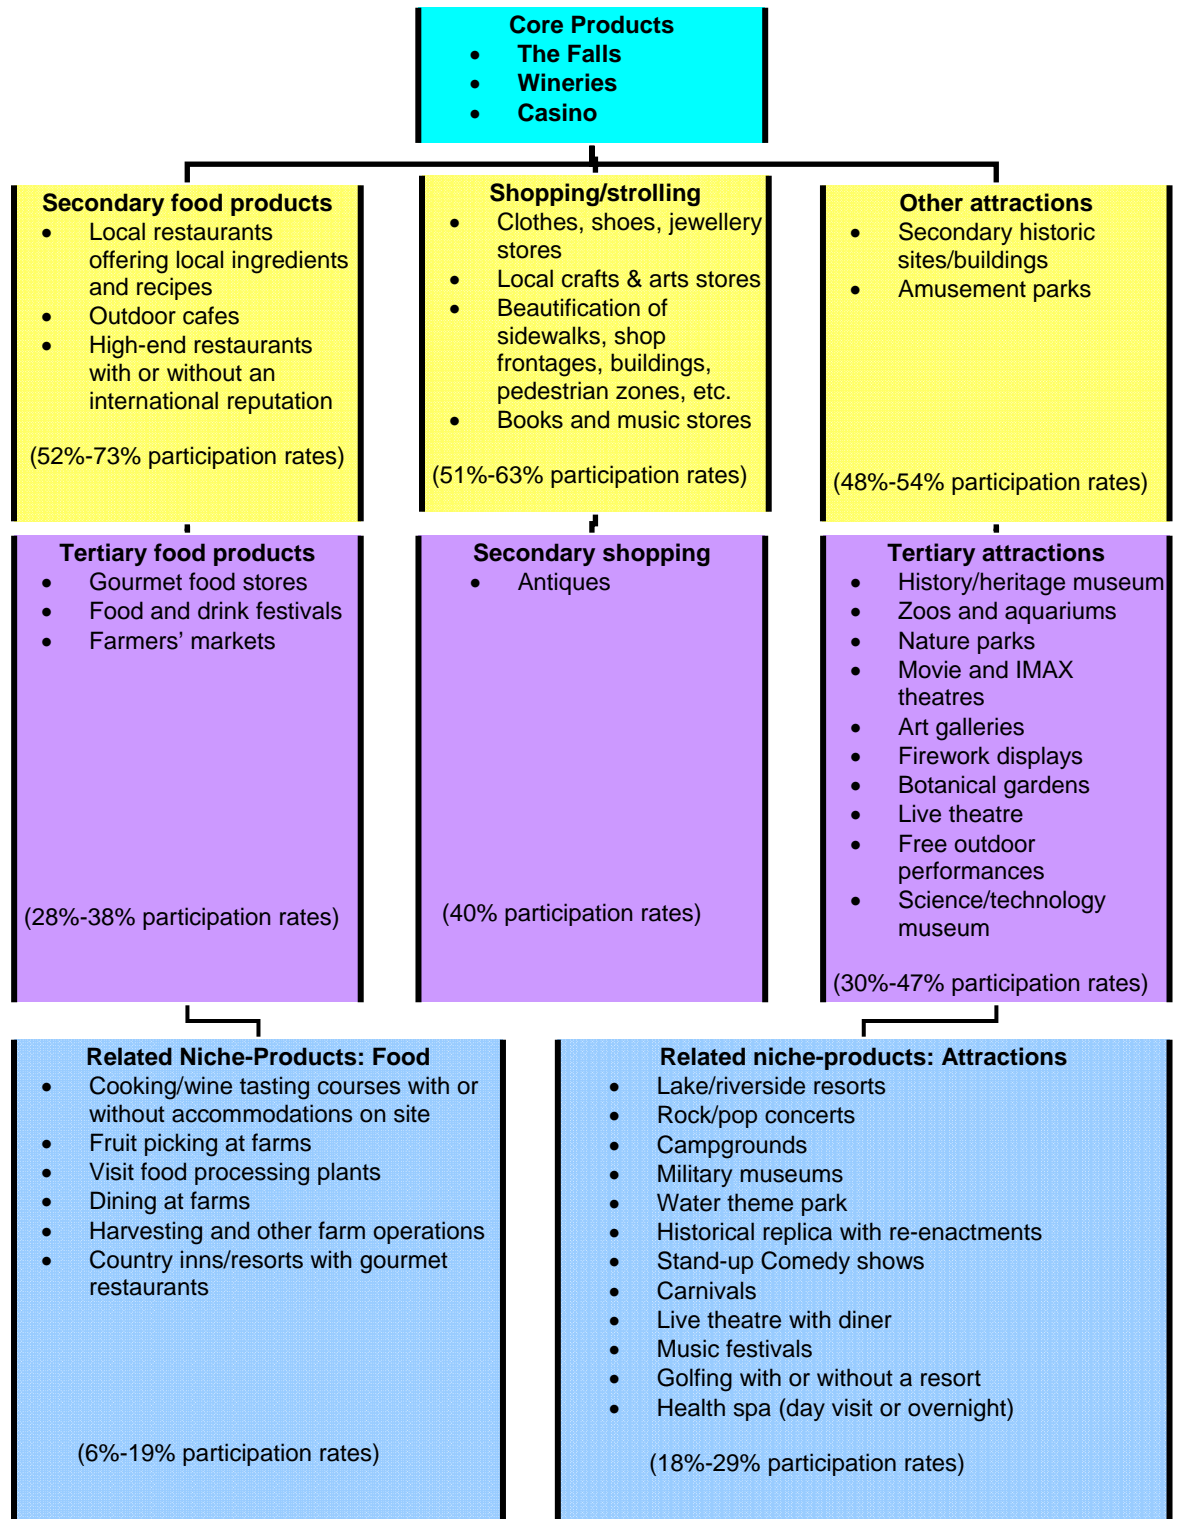 Core Products
• The Falls
• Wineries
• Casino
Secondary food products
• Local restaurants
offering local ingredients
and recipes
• Outdoor cafes
• High-end restaurants
with or without an
international reputation
(52%-73% participation rates)
Shopping/strolling
• Clothes, shoes, jewellery
stores
• Local crafts & arts stores
• Beautification of
sidewalks, shop
frontages, buildings,
pedestrian zones, etc.
• Books and music stores
(51%-63% participation rates)
Other attractions
• Secondary historic
sites/buildings
• Amusement parks
(48%-54% participation rates)
Tertiary food products
• Gourmet food stores
• Food and drink festivals
• Farmers’ markets
(28%-38% participation rates)
Secondary shopping
• Antiques
(40% participation rates)
Tertiary attractions
• History/heritage museum
• Zoos and aquariums
• Nature parks
• Movie and IMAX
theatres
• Art galleries
• Firework displays
• Botanical gardens
• Live theatre
• Free outdoor
performances
• Science/technology
museum
(30%-47% participation rates)
Related Niche-Products: Food
• Cooking/wine tasting courses with or
without accommodations on site
• Fruit picking at farms
• Visit food processing plants
• Dining at farms
• Harvesting and other farm operations
• Country inns/resorts with gourmet
restaurants
(6%-19% participation rates)
Related niche-products: Attractions
• Lake/riverside resorts
• Rock/pop concerts
• Campgrounds
• Military museums
• Water theme park
• Historical replica with re-enactments
• Stand-up Comedy shows
• Carnivals
• Live theatre with diner
• Music festivals
• Golfing with or without a resort
• Health spa (day visit or overnight)
(18%-29% participation rates)